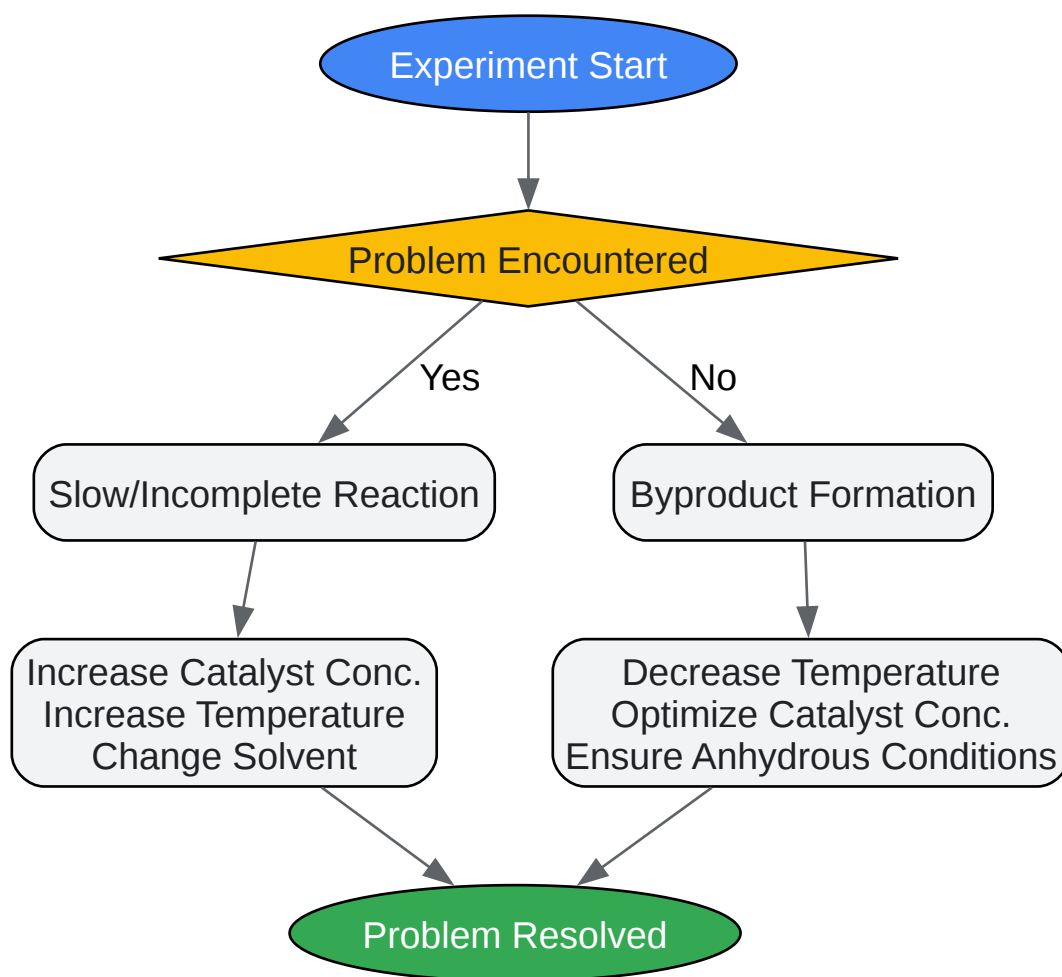 Experiment Start
Problem Encountered
Yes
No
Slow/Incomplete Reaction
Byproduct Formation
Increase Catalyst Conc.
Increase Temperature
Change Solvent
Decrease Temperature
Optimize Catalyst Conc.
Ensure Anhydrous Conditions
Problem Resolved